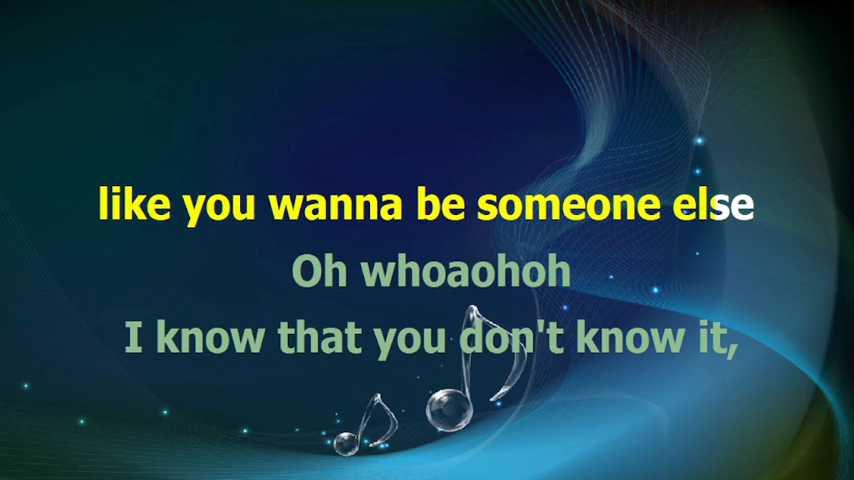 like you wanna be someone else
Oh whoaohoh
I know that you don't know it,